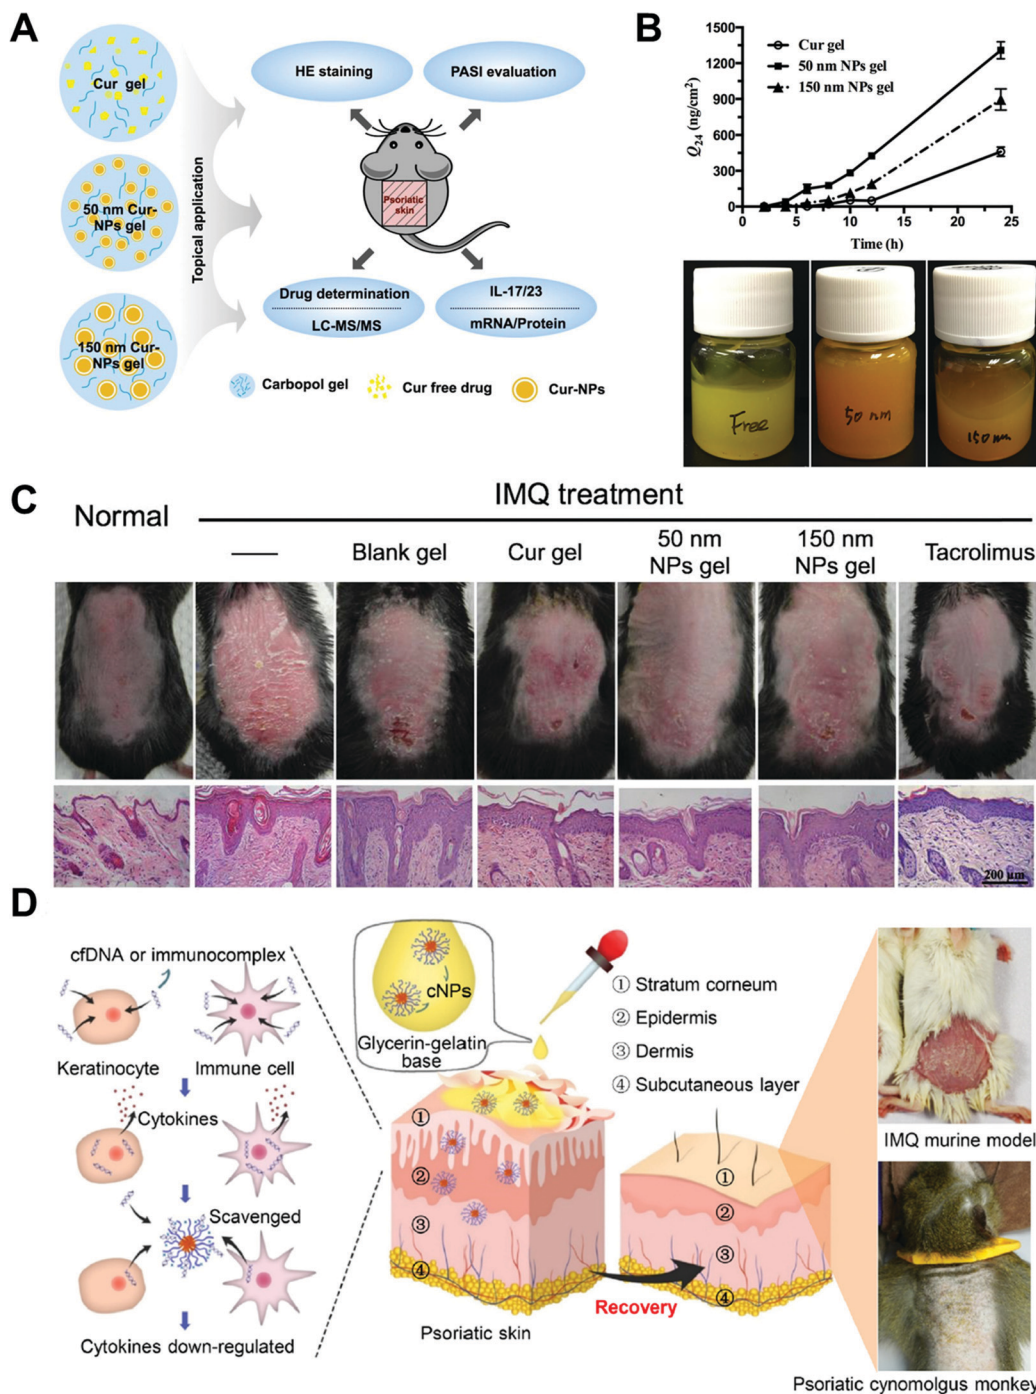 A
Cur gel
50 nm Cur-
NPs gel
150 nm Cur-
NPs gel
Topical application
HE staining
PASI evaluation
Psoriatic
skin
Drug determination
LC-MS/MS
IL-17/23
mRNA/Protein
Carbopol gel
Cur free drug
Cur-NPs
B
Q24 (ng/cm2)
1500
1200
900
600
300
0
Cur gel
50 nm NPs gel
150 nm NPs gel
0 5 10 15 20 25
Time (h)
Free
50 nm
150 nm
C
Normal
IMQ treatment
—
Blank gel
Cur gel
50 nm
NPs gel
150 nm
NPs gel
Tacrolimus
200 μm
D
cfDNA or immunocomplex
Keratinocyte
Immune cell
Cytokines
Scavenged
Cytokines down-regulated
cNPs
Glycerin-gelatin
base
① Stratum corneum
② Epidermis
③ Dermis
④ Subcutaneous layer
①
②
③
④
Psoriatic skin
Recovery
①
②
③
④
IMQ murine model
Psoriatic cynomolgus monkey